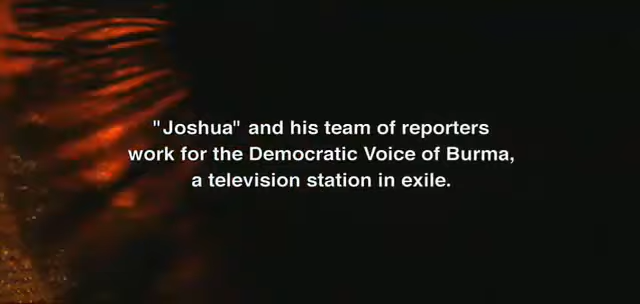 "Joshua" and his team of reporters
work for the Democratic Voice of Burma,
a television station in exile.